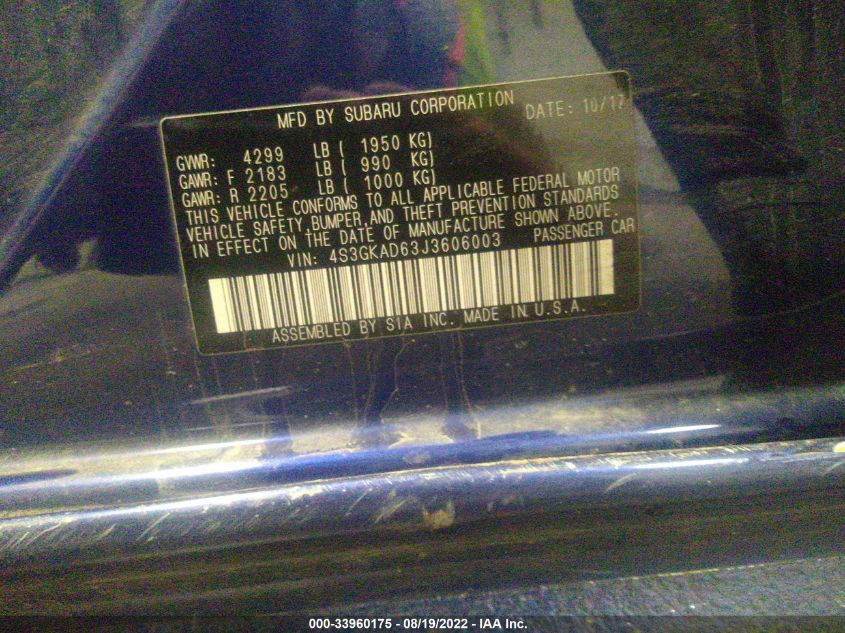 MFD BY SUBARU CORPORATION DATE: 10/17
GVWR: 4299 LB ( 1950 KG)
GAWR: F 2183 LB ( 990 KG)
GAWR: R 2205 LB ( 1000 KG)
THIS VEHICLE CONFORMS TO ALL APPLICABLE FEDERAL MOTOR
VEHICLE SAFETY,BUMPER,AND THEFT PREVENTION STANDARDS
IN EFFECT ON THE DATE OF MANUFACTURE SHOWN ABOVE.
VIN: 4S3GKAD63J3606003 PASSENGER CAR
ASSEMBLED BY SIA INC. MADE IN U.S.A.
000-33960175 - 08/19/2022 - IAA Inc.